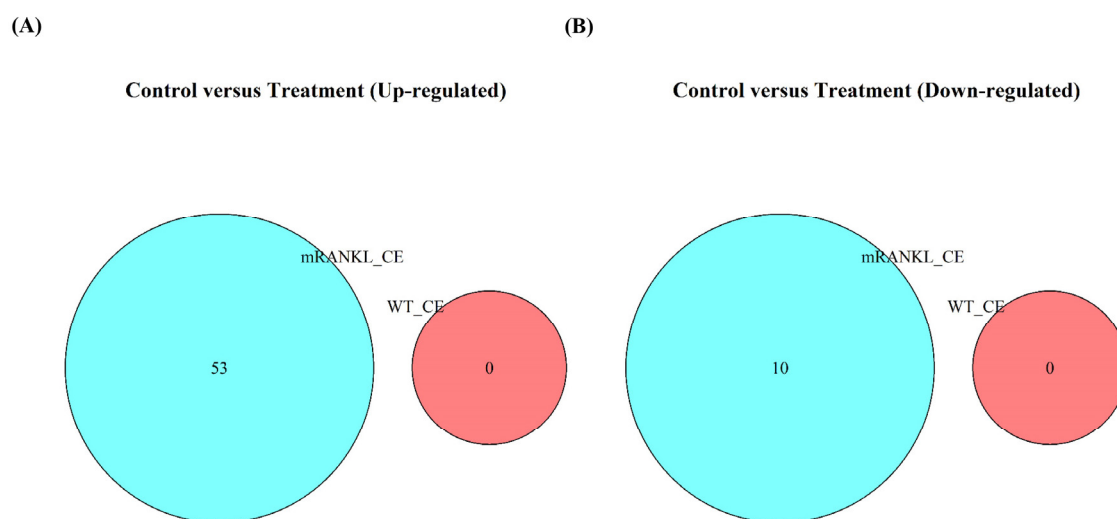 (A)
(B)
Control versus Treatment (Up-regulated)
Control versus Treatment (Down-regulated)
mRANKL_CE
WT_CE
53
0
mRANKL_CE
WT_CE
10
0